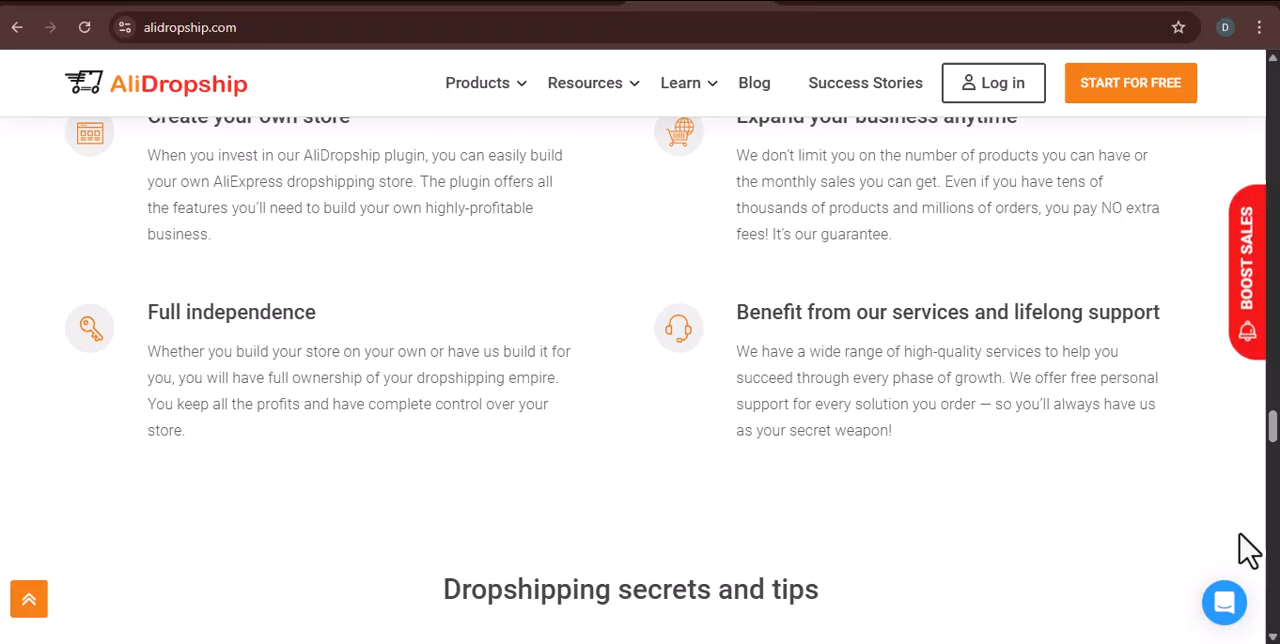 alidropship.com
D
AliDropship
Products
Resources
Learn
Blog
Success Stories
Log in
START FOR FREE
Create your own store
When you invest in our AliDropship plugin, you can easily build
your own AliExpress dropshipping store. The plugin offers all
the features you’ll need to build your own highly-profitable
business.
Expand your business anytime
We don’t limit you on the number of products you can have or
the monthly sales you can get. Even if you have tens of
thousands of products and millions of orders, you pay NO extra
fees! It’s our guarantee.
BOOST SALES
Full independence
Whether you build your store on your own or have us build it for
you, you will have full ownership of your dropshipping empire.
You keep all the profits and have complete control over your
store.
Benefit from our services and lifelong support
We have a wide range of high-quality services to help you
succeed through every phase of growth. We offer free personal
support for every solution you order — so you’ll always have us
as your secret weapon!
Dropshipping secrets and tips